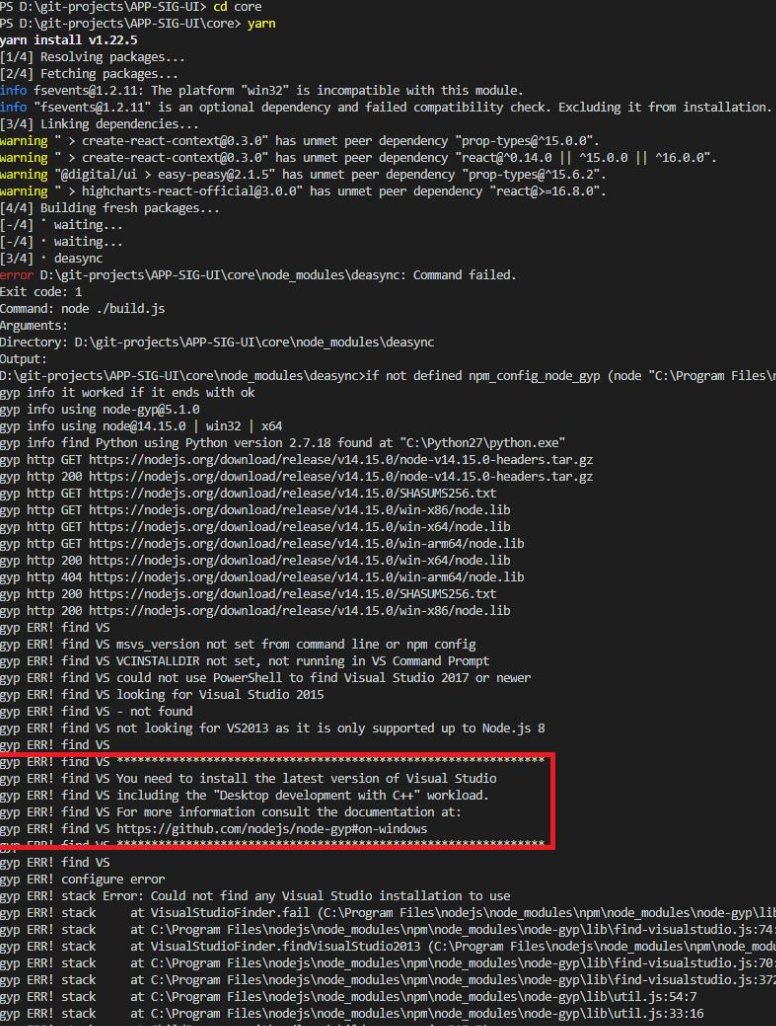 PS D:\git-projects\APP-SIG-UI> cd core
PS D:\git-projects\APP-SIG-UI\core> yarn
yarn install v1.22.5
[1/4] Resolving packages...
[2/4] Fetching packages...
info fsevents@1.2.11: The platform "win32" is incompatible with this module.
info "fsevents@1.2.11" is an optional dependency and failed compatibility check. Excluding it from installation.
[3/4] Linking dependencies...
warning " > create-react-context@0.3.0" has unmet peer dependency "prop-types@^15.0.0".
warning " > create-react-context@0.3.0" has unmet peer dependency "react@^0.14.0 || ^15.0.0 || ^16.0.0".
warning "@digital/ui > easy-peasy@2.1.5" has unmet peer dependency "prop-types@^15.6.2".
warning " > highcharts-react-official@3.0.0" has unmet peer dependency "react@>=16.8.0".
[4/4] Building fresh packages...
[-/4] ⠁ waiting...
[-/4] ⠂ waiting...
[3/4] ⠂ deasync
error D:\git-projects\APP-SIG-UI\core\node_modules\deasync: Command failed.
Exit code: 1
Command: node ./build.js
Arguments:
Directory: D:\git-projects\APP-SIG-UI\core\node_modules\deasync
Output:
D:\git-projects\APP-SIG-UI\core\node_modules\deasync>if not defined npm_config_node_gyp (node "C:\Program Files\n
gyp info it worked if it ends with ok
gyp info using node-gyp@5.1.0
gyp info using node@14.15.0 | win32 | x64
gyp info find Python using Python version 2.7.18 found at "C:\Python27\python.exe"
gyp http GET https://nodejs.org/download/release/v14.15.0/node-v14.15.0-headers.tar.gz
gyp http 200 https://nodejs.org/download/release/v14.15.0/node-v14.15.0-headers.tar.gz
gyp http GET https://nodejs.org/download/release/v14.15.0/SHASUMS256.txt
gyp http GET https://nodejs.org/download/release/v14.15.0/win-x86/node.lib
gyp http GET https://nodejs.org/download/release/v14.15.0/win-x64/node.lib
gyp http GET https://nodejs.org/download/release/v14.15.0/win-arm64/node.lib
gyp http 200 https://nodejs.org/download/release/v14.15.0/win-x64/node.lib
gyp http 404 https://nodejs.org/download/release/v14.15.0/win-arm64/node.lib
gyp http 200 https://nodejs.org/download/release/v14.15.0/SHASUMS256.txt
gyp http 200 https://nodejs.org/download/release/v14.15.0/win-x86/node.lib
gyp ERR! find VS
gyp ERR! find VS msvs_version not set from command line or npm config
gyp ERR! find VS VCINSTALLDIR not set, not running in VS Command Prompt
gyp ERR! find VS could not use PowerShell to find Visual Studio 2017 or newer
gyp ERR! find VS looking for Visual Studio 2015
gyp ERR! find VS - not found
gyp ERR! find VS not looking for VS2013 as it is only supported up to Node.js 8
gyp ERR! find VS
gyp ERR! find VS **************************************************************
gyp ERR! find VS You need to install the latest version of Visual Studio
gyp ERR! find VS including the "Desktop development with C++" workload.
gyp ERR! find VS For more information consult the documentation at:
gyp ERR! find VS https://github.com/nodejs/node-gyp#on-windows
gyp ERR! find VS **************************************************************
gyp ERR! find VS
gyp ERR! configure error
gyp ERR! stack Error: Could not find any Visual Studio installation to use
gyp ERR! stack     at VisualStudioFinder.fail (C:\Program Files\nodejs\node_modules\npm\node_modules\node-gyp\lib
gyp ERR! stack     at C:\Program Files\nodejs\node_modules\npm\node_modules\node-gyp\lib\find-visualstudio.js:74:
gyp ERR! stack     at VisualStudioFinder.findVisualStudio2013 (C:\Program Files\nodejs\node_modules\npm\node_modu
gyp ERR! stack     at C:\Program Files\nodejs\node_modules\npm\node_modules\node-gyp\lib\find-visualstudio.js:70:
gyp ERR! stack     at C:\Program Files\nodejs\node_modules\npm\node_modules\node-gyp\lib\find-visualstudio.js:372
gyp ERR! stack     at C:\Program Files\nodejs\node_modules\npm\node_modules\node-gyp\lib\util.js:54:7
gyp ERR! stack     at C:\Program Files\nodejs\node_modules\npm\node_modules\node-gyp\lib\util.js:33:16